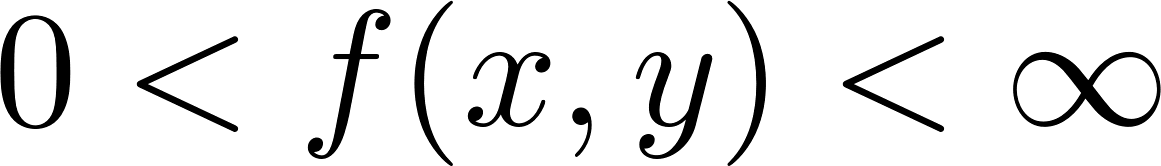 0 < f(x, y) < ∞